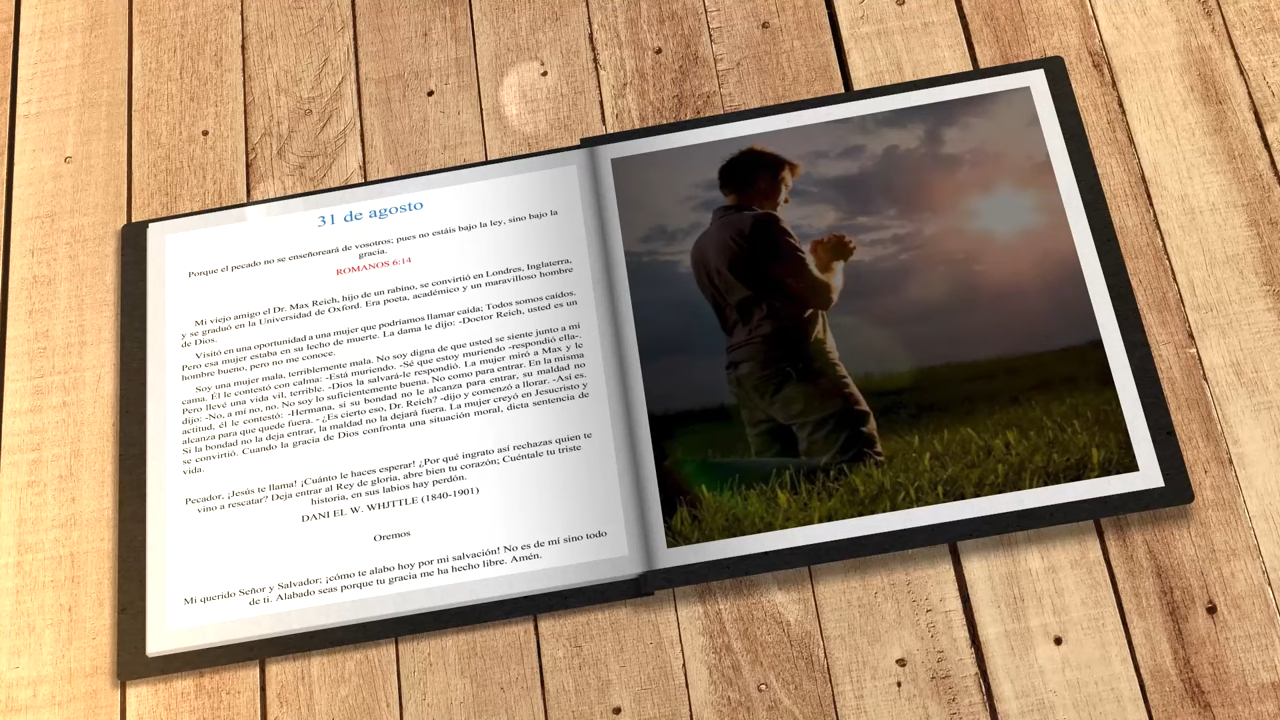 31 de agosto
Porque el pecado no se enseñoreará de vosotros; pues no estáis bajo la ley, sino bajo la
gracia.
ROMANOS 6:14
Mi viejo amigo el Dr. Max Reich, hijo de un rabino, se convirtió en Londres, Inglaterra,
y se graduó en la Universidad de Oxford. Era poeta, académico y un maravilloso hombre
de Dios.
Visitó en una oportunidad a una mujer que podríamos llamar caída; Todos somos caídos.
Pero esa mujer estaba en su lecho de muerte. La dama le dijo: -Doctor Reich, usted es un
hombre bueno, pero no me conoce.
Soy una mujer mala, terriblemente mala. No soy digna de que usted se siente junto a mi
cama. Él le contestó con calma: -Está muriendo. -Sé que estoy muriendo -respondió ella-.
Pero llevé una vida vil, terrible. -Dios la salvará-le respondió. La mujer miró a Max y le
dijo: -No, a mí no, no. No soy lo suficientemente buena. No como para entrar. En la misma
actitud, él le contestó: -Hermana, si su bondad no le alcanza para entrar, su maldad no
alcanza para que quede fuera. - ¿Es cierto eso, Dr. Reich? -dijo y comenzó a llorar. -Así es.
Si la bondad no la deja entrar, la maldad no la dejará fuera. La mujer creyó en Jesucristo y
se convirtió. Cuando la gracia de Dios confronta una situación moral, dicta sentencia de
vida.
Pecador, ¡Jesús te llama! ¡Cuánto le haces esperar! ¿Por qué ingrato así rechazas quien te
vino a rescatar? Deja entrar al Rey de gloria, abre bien tu corazón; Cuéntale tu triste
historia, en sus labios hay perdón.
DANI EL W. WHJTTLE (1840-1901)
Oremos
Mi querido Señor y Salvador; ¡cómo te alabo hoy por mi salvación! No es de mí sino todo
de ti. Alabado seas porque tu gracia me ha hecho libre. Amén.